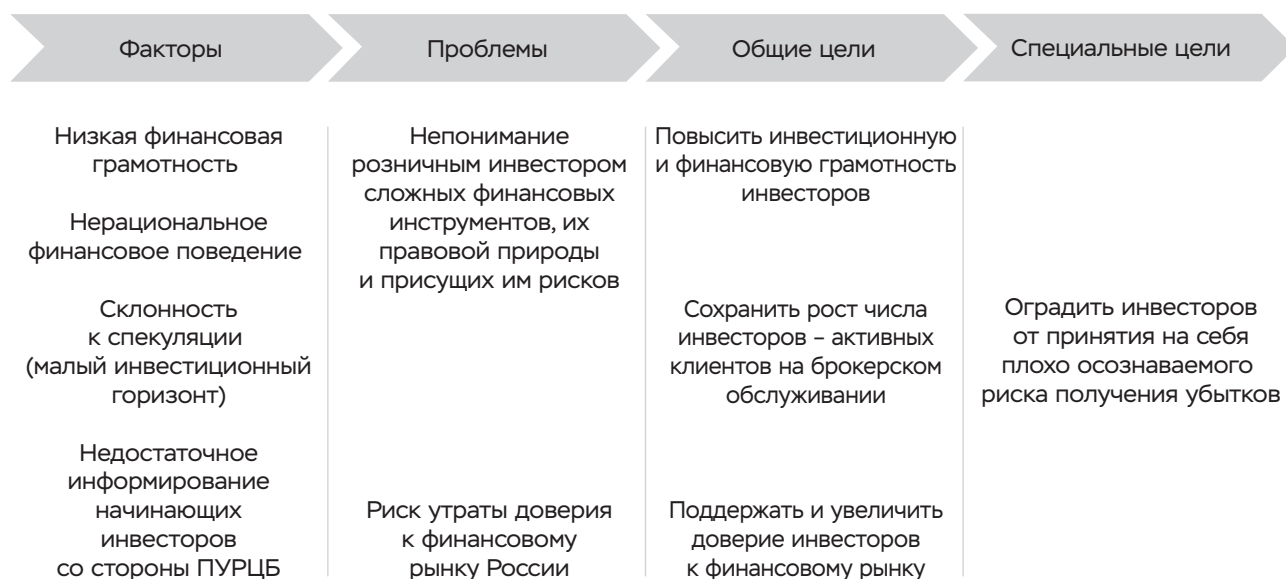 Факторы
Проблемы
Общие цели
Специальные цели
Низкая финансовая
грамотность
Нерациональное
финансовое поведение
Склонность
к спекуляции
(малый инвестиционный
горизонт)
Недостаточное
информирование
начинающих
инвесторов
со стороны ПУРЦБ
Непонимание
розничным инвестором
сложных финансовых
инструментов, их
правовой природы
и присущих им рисков
Риск утраты доверия
к финансовому
рынку России
Повысить инвестиционную
и финансовую грамотность
инвесторов
Сохранить рост числа
инвесторов – активных
клиентов на брокерском
обслуживании
Поддержать и увеличить
доверие инвесторов
к финансовому рынку
Оградить инвесторов
от принятия на себя
плохо осознаваемого
риска получения убытков